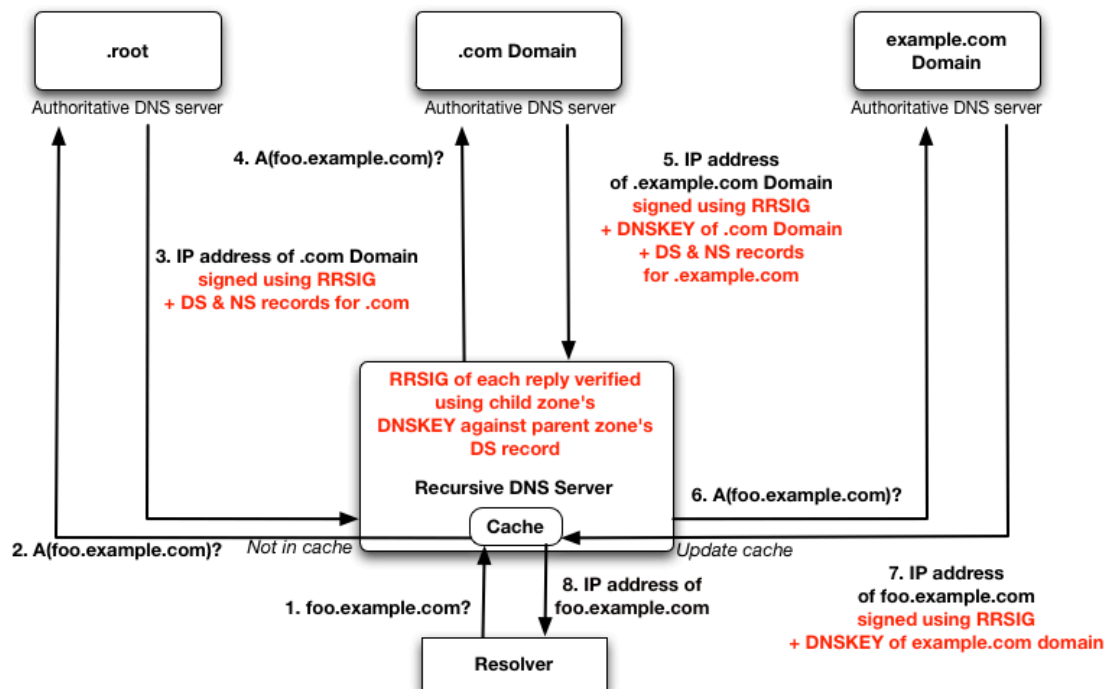 .root
.com Domain
example.com
Domain
Authoritative DNS server
Authoritative DNS server
Authoritative DNS server
4. A(foo.example.com)?
5. IP address
of .example.com Domain
signed using RRSIG
+ DNSKEY of .com Domain
+ DS & NS records
for .example.com
3. IP address of .com Domain
signed using RRSIG
+ DS & NS records for .com
RRSIG of each reply verified
using child zone's
DNSKEY against parent zone's
DS record
Recursive DNS Server
6. A(foo.example.com)?
Cache
2. A(foo.example.com)?
Not in cache
Update cache
1. foo.example.com?
8. IP address of
foo.example.com
7. IP address
of foo.example.com
signed using RRSIG
+ DNSKEY of example.com domain
Resolver